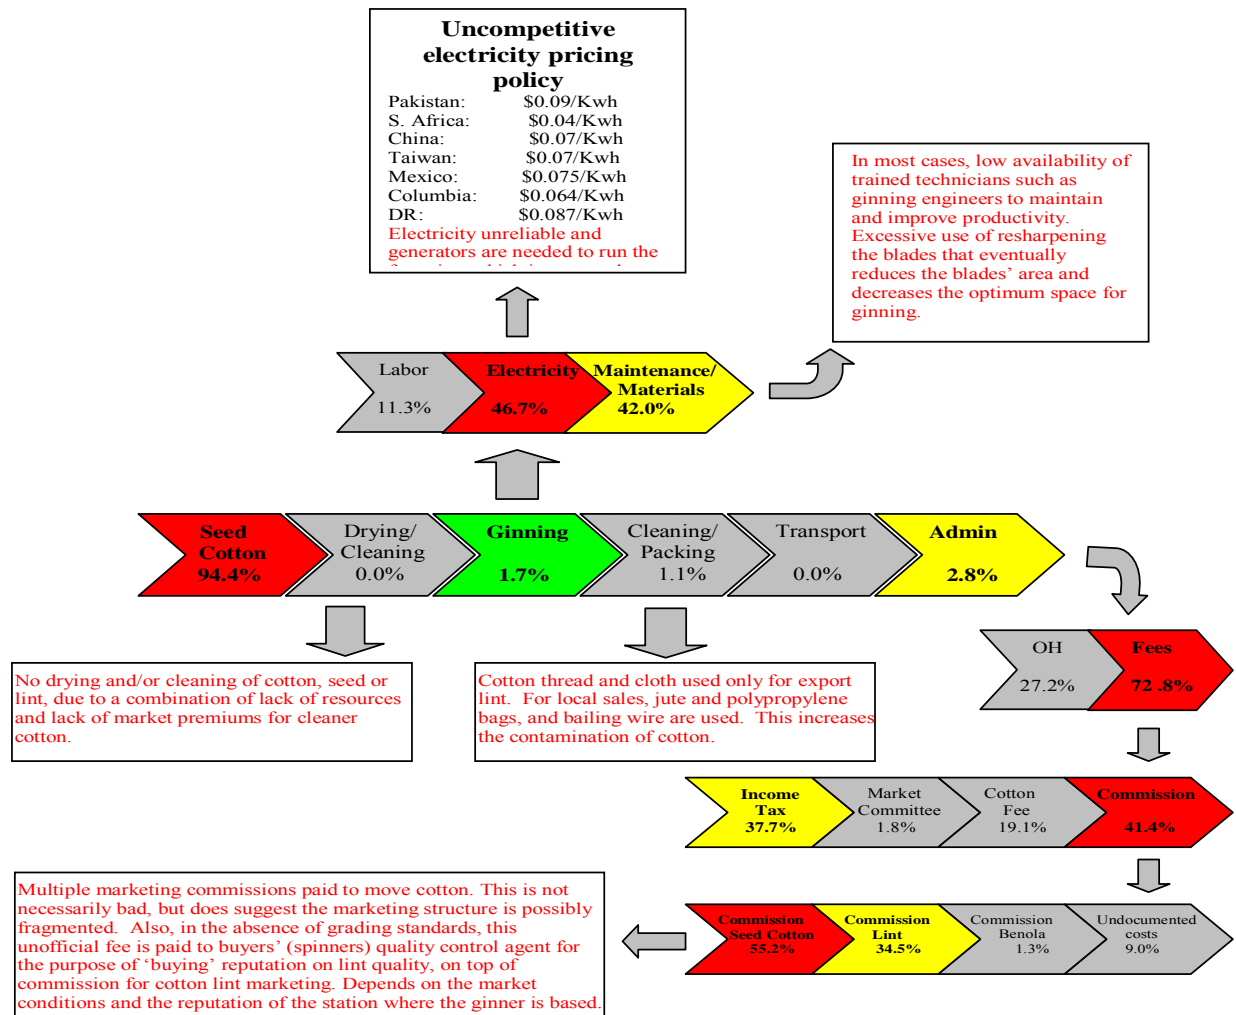 Uncompetitive
electricity pricing
policy
Pakistan: $0.09/Kwh
S. Africa: $0.04/Kwh
China: $0.07/Kwh
Taiwan: $0.07/Kwh
Mexico: $0.075/Kwh
Columbia: $0.064/Kwh
DR: $0.087/Kwh
Electricity unreliable and
generators are needed to run the
In most cases, low availability of
trained technicians such as
ginning engineers to maintain
and improve productivity.
Excessive use of resharpening
the blades that eventually
reduces the blades' area and
decreases the optimum space for
ginning.
Labor
11.3%
Electricity
46.7%
Maintenance/
Materials
42.0%
Seed
Cotton
94.4%
Drying/
Cleaning
0.0%
Ginning
1.7%
Cleaning/
Packing
1.1%
Transport
0.0%
Admin
2.8%
No drying and/or cleaning of cotton, seed or
lint, due to a combination of lack of resources
and lack of market premiums for cleaner
cotton.
Cotton thread and cloth used only for export
lint. For local sales, jute and polypropylene
bags, and bailing wire are used. This increases
the contamination of cotton.
OH
27.2%
Fees
72 .8%
Income
Tax
37.7%
Market
Committee
1.8%
Cotton
Fee
19.1%
Commission
41.4%
Multiple marketing commissions paid to move cotton. This is not
necessarily bad, but does suggest the marketing structure is possibly
fragmented. Also, in the absence of grading standards, this
unofficial fee is paid to buyers' (spinners) quality control agent for
the purpose of 'buying' reputation on lint quality, on top of
commission for cotton lint marketing. Depends on the market
conditions and the reputation of the station where the ginner is based.
Commission
Seed Cotton
55.2%
Commission
Lint
34.5%
Commission
Benola
1.3%
Undocumented
costs
9.0%